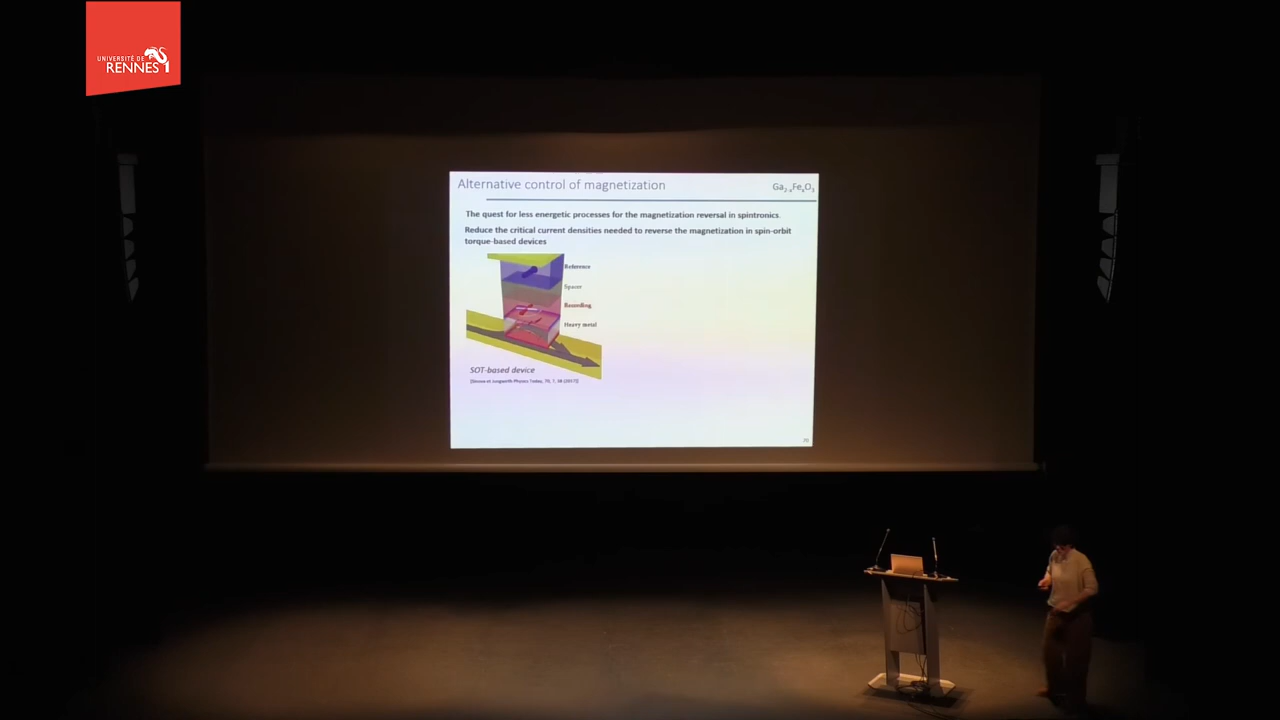 UNIVERSITÉ DE
RENNES 1
Alternative control of magnetization
Ga₂₋ₓFeₓO₃
The quest for less energetic processes for the magnetization reversal in spintronics
Reduce the critical current densities needed to reverse the magnetization in spin-orbit
torque-based devices
Reference
Spacer
Recording
Heavy metal
SOT-based device